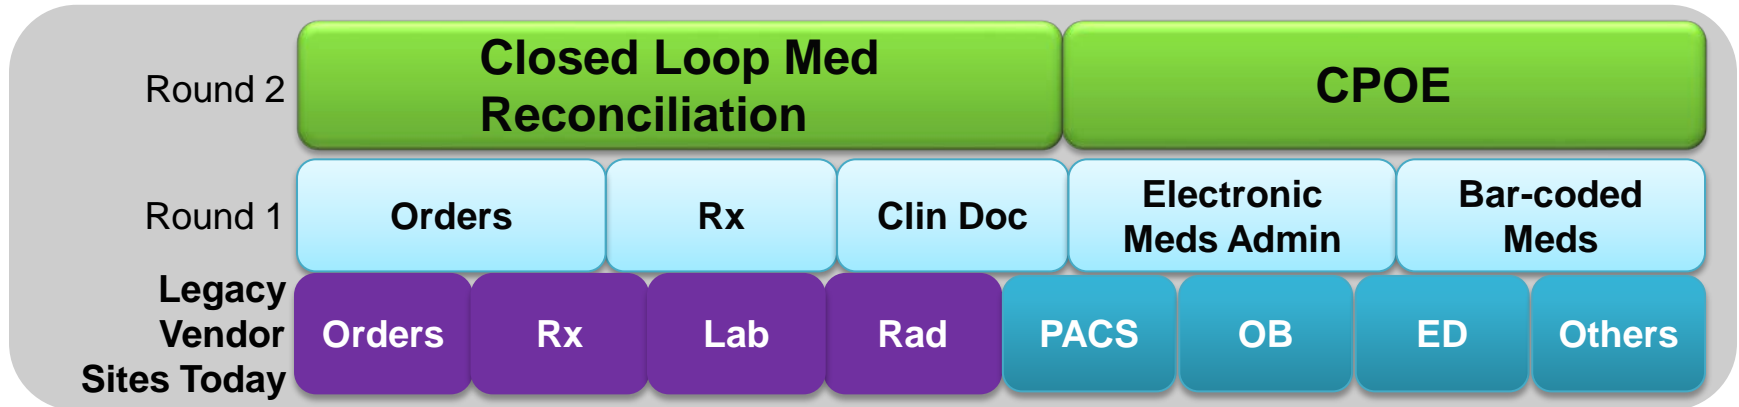 Round 2
Closed Loop Med
Reconciliation
CPOE
Round 1
Orders
Rx
Clin Doc
Electronic
Meds Admin
Bar-coded
Meds
Legacy
Vendor
Sites Today
Orders
Rx
Lab
Rad
PACS
OB
ED
Others